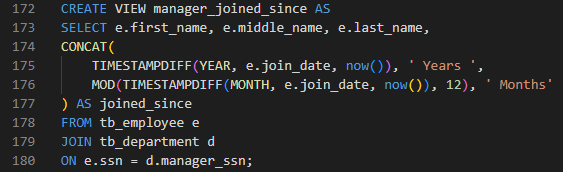 172 CREATE VIEW manager_joined_since AS
173 SELECT e.first_name, e.middle_name, e.last_name,
174 CONCAT(
175     TIMESTAMPDIFF(YEAR, e.join_date, now()), ' Years ',
176     MOD(TIMESTAMPDIFF(MONTH, e.join_date, now()), 12), ' Months'
177 ) AS joined_since
178 FROM tb_employee e
179 JOIN tb_department d
180 ON e.ssn = d.manager_ssn;